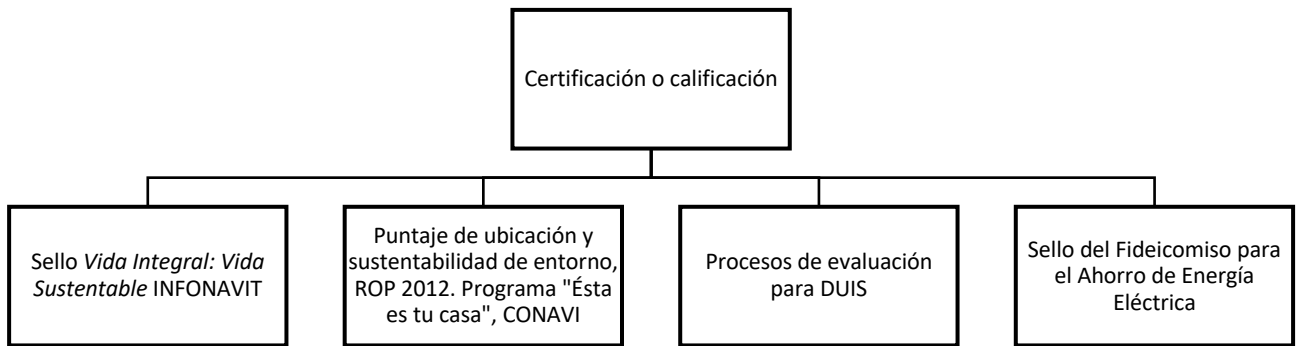 Certificación o calificación
Sello Vida Integral: Vida
Sustentable INFONAVIT
Puntaje de ubicación y
sustentabilidad de entorno,
ROP 2012. Programa "Ésta
es tu casa", CONAVI
Procesos de evaluación
para DUIS
Sello del Fideicomiso para
el Ahorro de Energía
Eléctrica